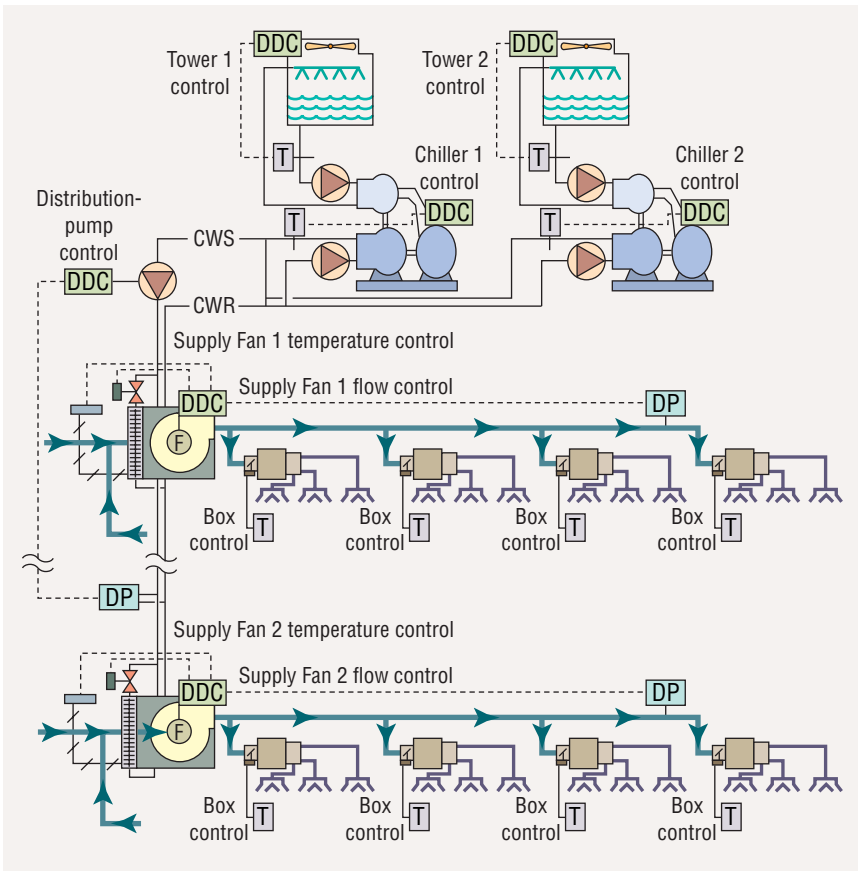 Tower 1
control
DDC
Tower 2
control
DDC
T
T
Chiller 1
control
DDC
Chiller 2
control
DDC
T
T
Distribution-
pump
control
DDC
CWS
CWR
Supply Fan 1 temperature control
Supply Fan 1 flow control
DDC
DP
F
Box
control
T
Box
control
T
Box
control
T
Box
control
T
DP
Supply Fan 2 temperature control
Supply Fan 2 flow control
DDC
DP
F
Box
control
T
Box
control
T
Box
control
T
Box
control
T